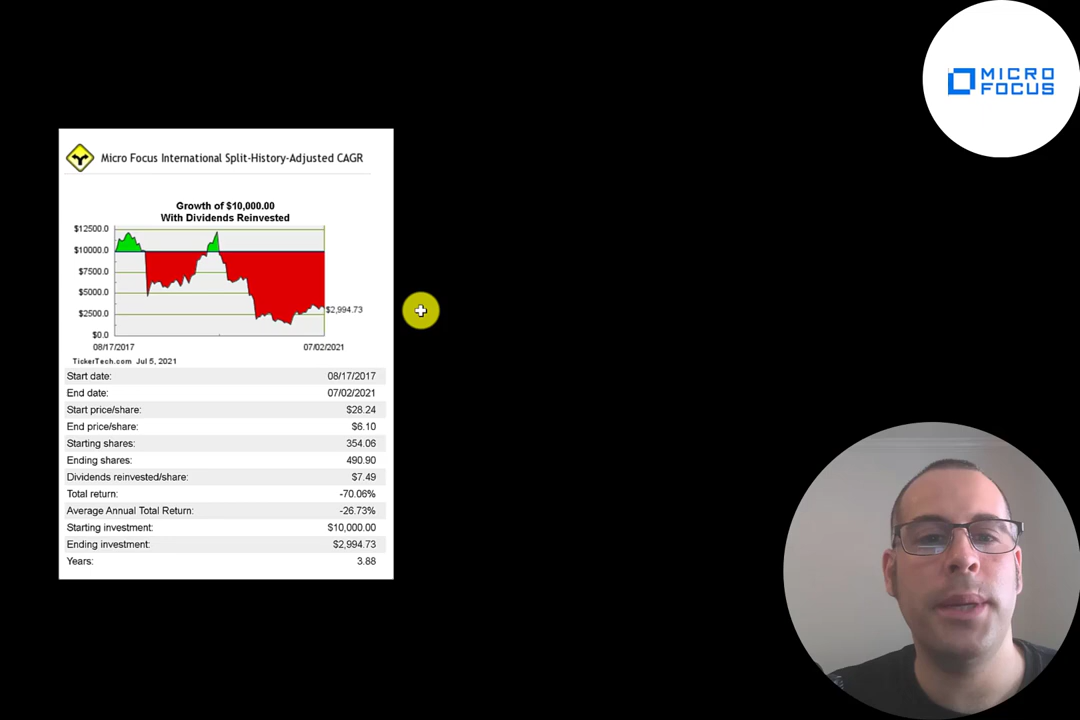 MICRO
FOCUS
Micro Focus International Split-History-Adjusted CAGR
Growth of $10,000.00
With Dividends Reinvested
$12500.0
$10000.0
$7500.0
$5000.0
$2500.0
$0.0
$2,994.73
08/17/2017 07/02/2021
TickerTech.com Jul 5, 2021
Start date: 08/17/2017
End date: 07/02/2021
Start price/share: $28.24
End price/share: $6.10
Starting shares: 354.06
Ending shares: 490.90
Dividends reinvested/share: $7.49
Total return: -70.06%
Average Annual Total Return: -26.73%
Starting investment: $10,000.00
Ending investment: $2,994.73
Years: 3.88